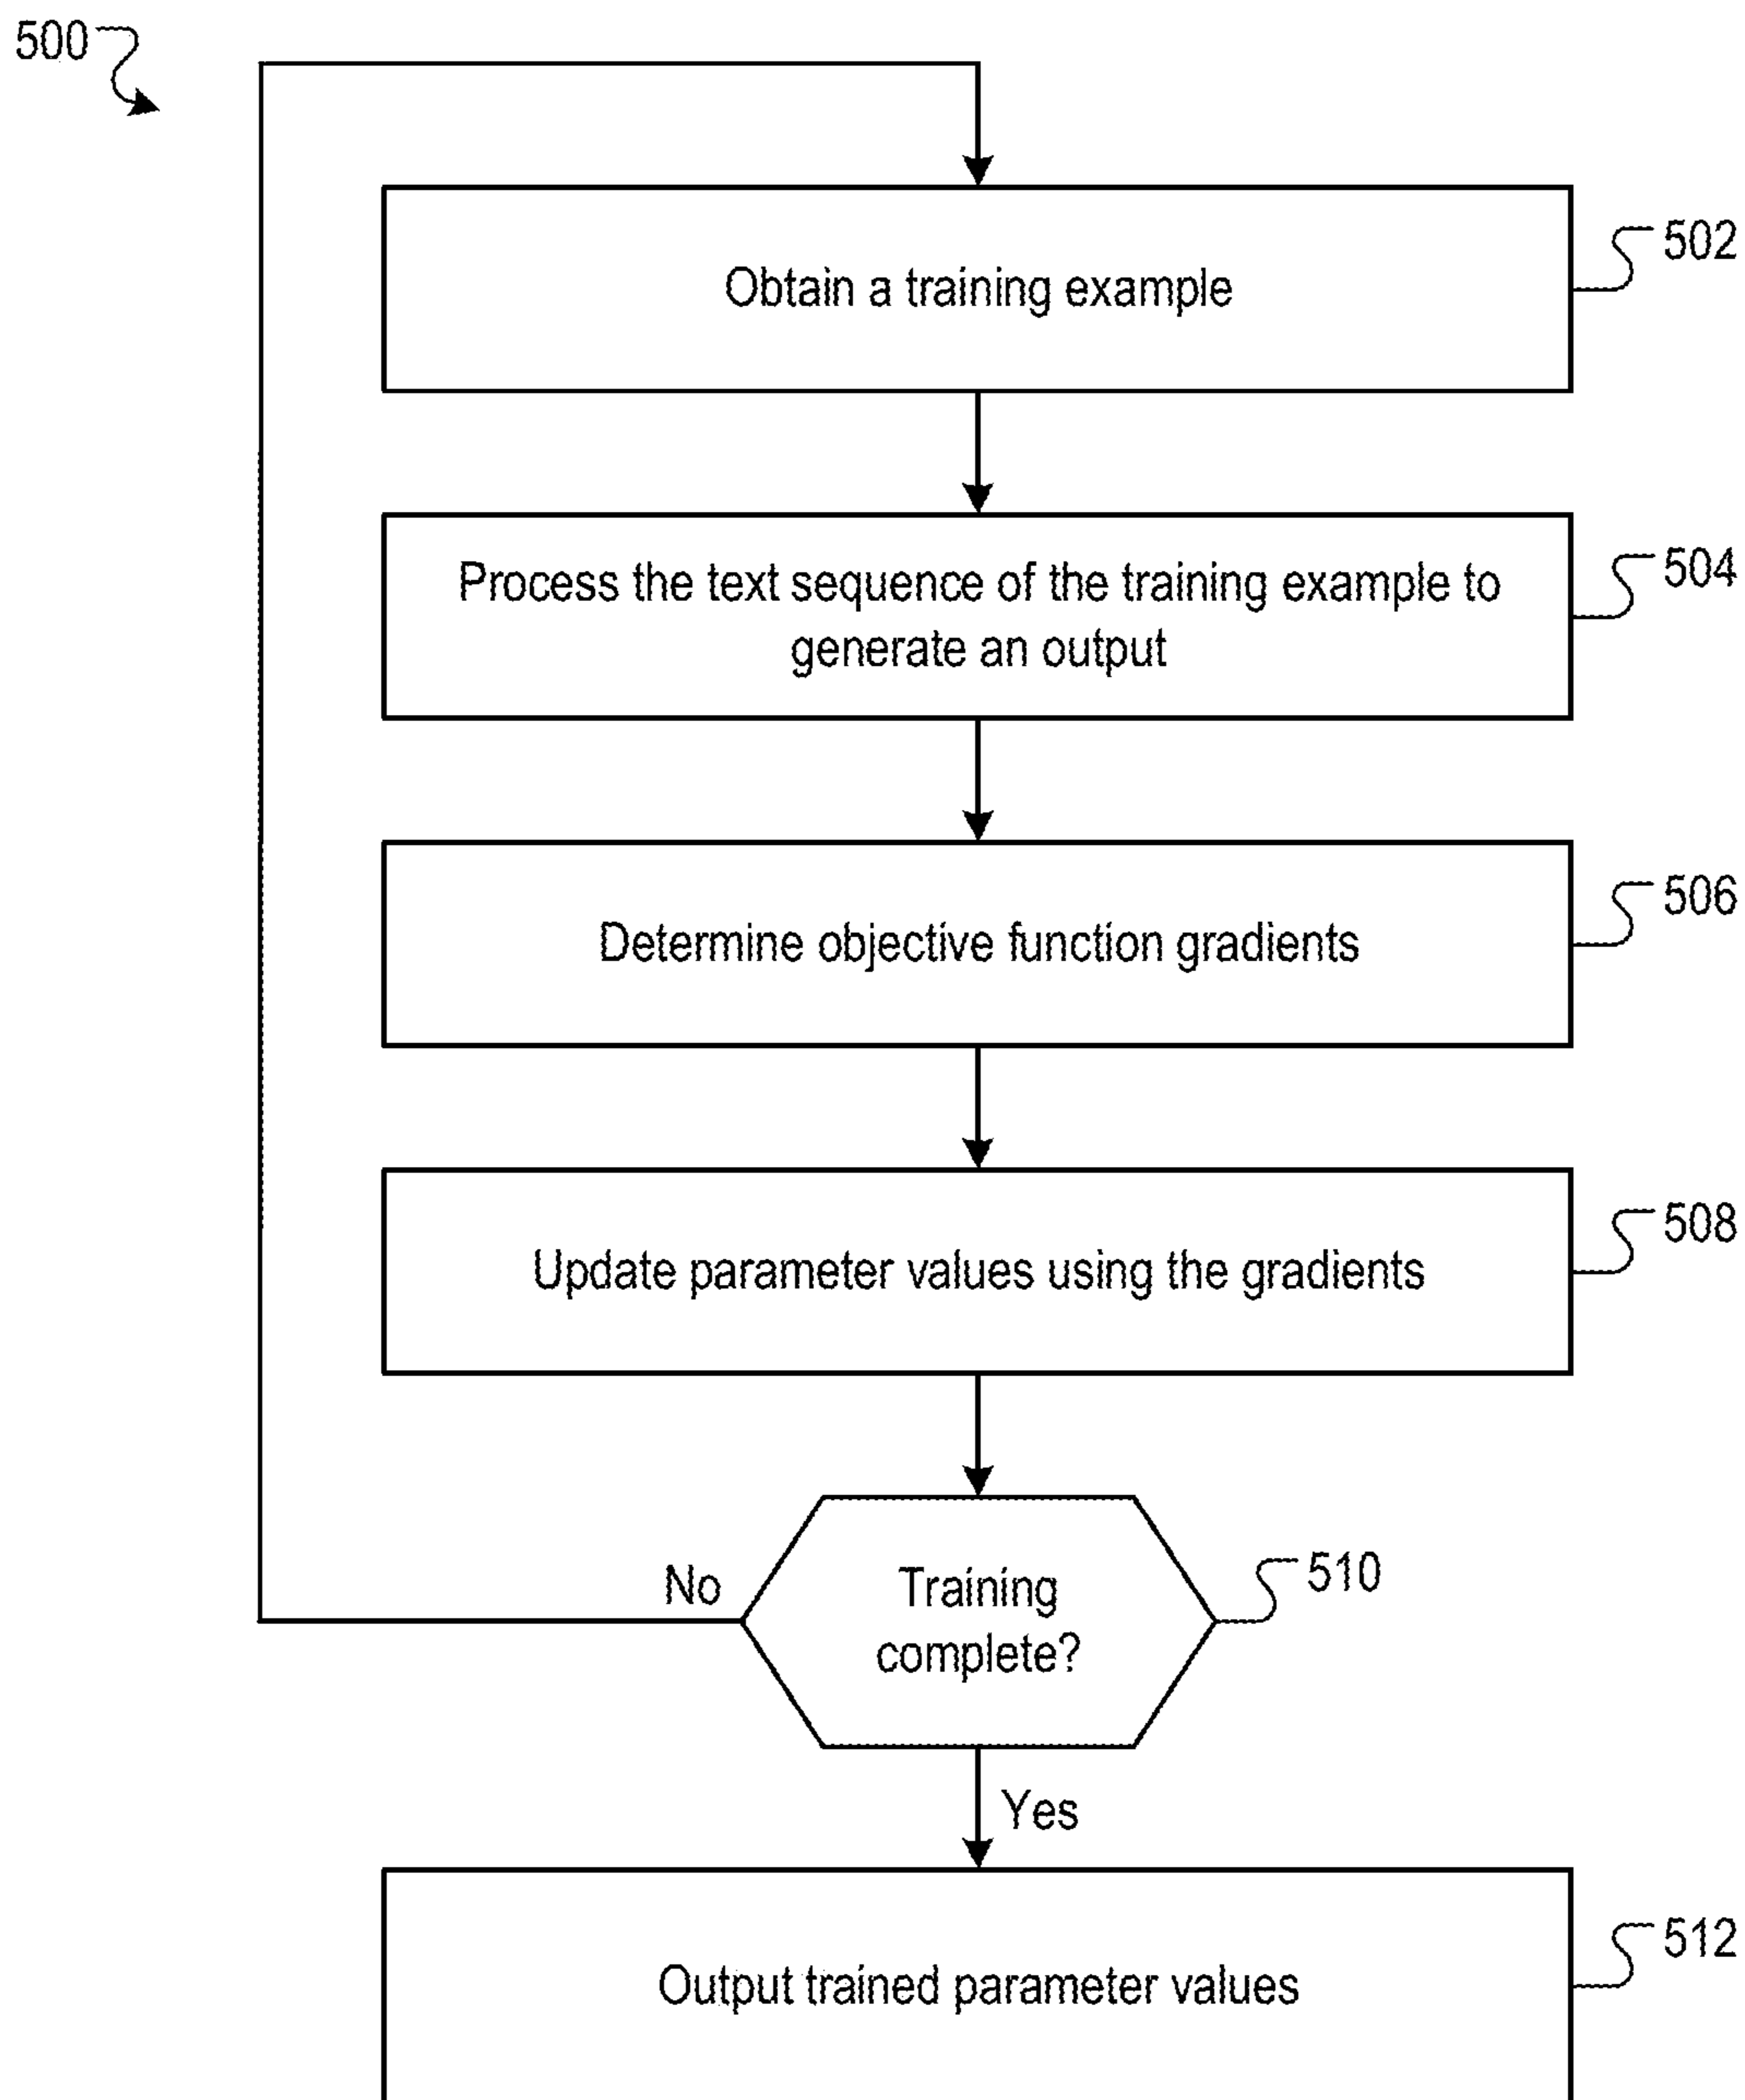 500
Obtain a training example
502
Process the text sequence of the training example to
generate an output
504
Determine objective function gradients
506
Update parameter values using the gradients
508
No
Training
complete?
510
Yes
Output trained parameter values
512